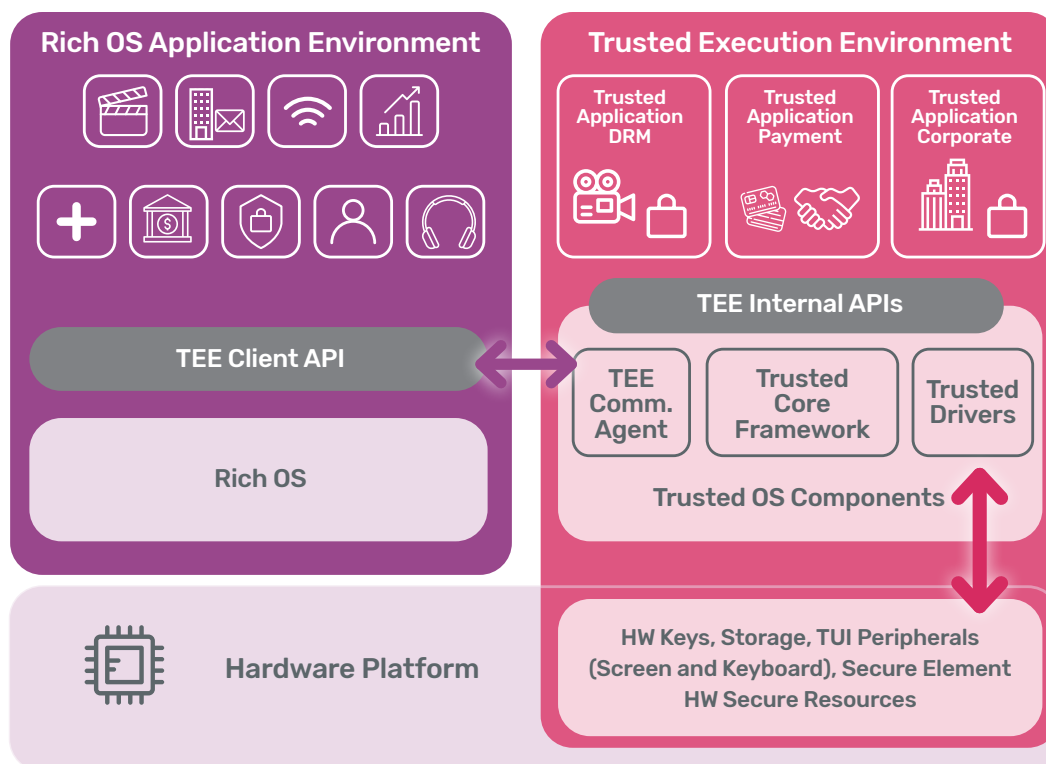 Rich OS Application Environment
TEE Client API
Rich OS
Trusted Execution Environment
Trusted
Application
DRM
Trusted
Application
Payment
Trusted
Application
Corporate
TEE Internal APIs
TEE
Comm.
Agent
Trusted
Core
Framework
Trusted
Drivers
Trusted OS Components
Hardware Platform
HW Keys, Storage, TUI Peripherals
(Screen and Keyboard), Secure Element
HW Secure Resources